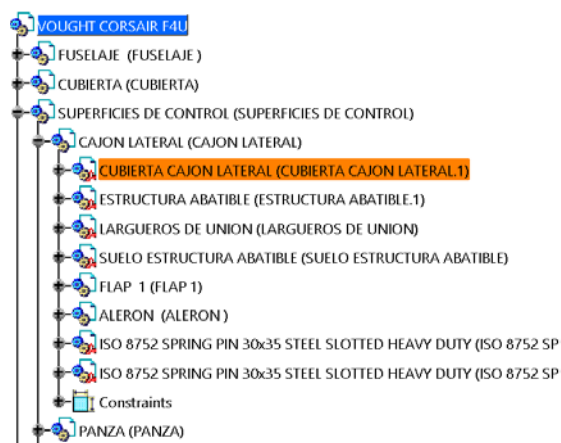 VOUGHT CORSAIR F4U
FUSELAJE (FUSELAJE )
CUBIERTA (CUBIERTA)
SUPERFICIES DE CONTROL (SUPERFICIES DE CONTROL)
CAJON LATERAL (CAJON LATERAL)
CUBIERTA CAJON LATERAL (CUBIERTA CAJON LATERAL.1)
ESTRUCTURA ABATIBLE (ESTRUCTURA ABATIBLE.1)
LARGUEROS DE UNION (LARGUEROS DE UNION)
SUELO ESTRUCTURA ABATIBLE (SUELO ESTRUCTURA ABATIBLE)
FLAP 1 (FLAP 1)
ALERON (ALERON )
ISO 8752 SPRING PIN 30x35 STEEL SLOTTED HEAVY DUTY (ISO 8752 SP
ISO 8752 SPRING PIN 30x35 STEEL SLOTTED HEAVY DUTY (ISO 8752 SP
Constraints
PANZA (PANZA)